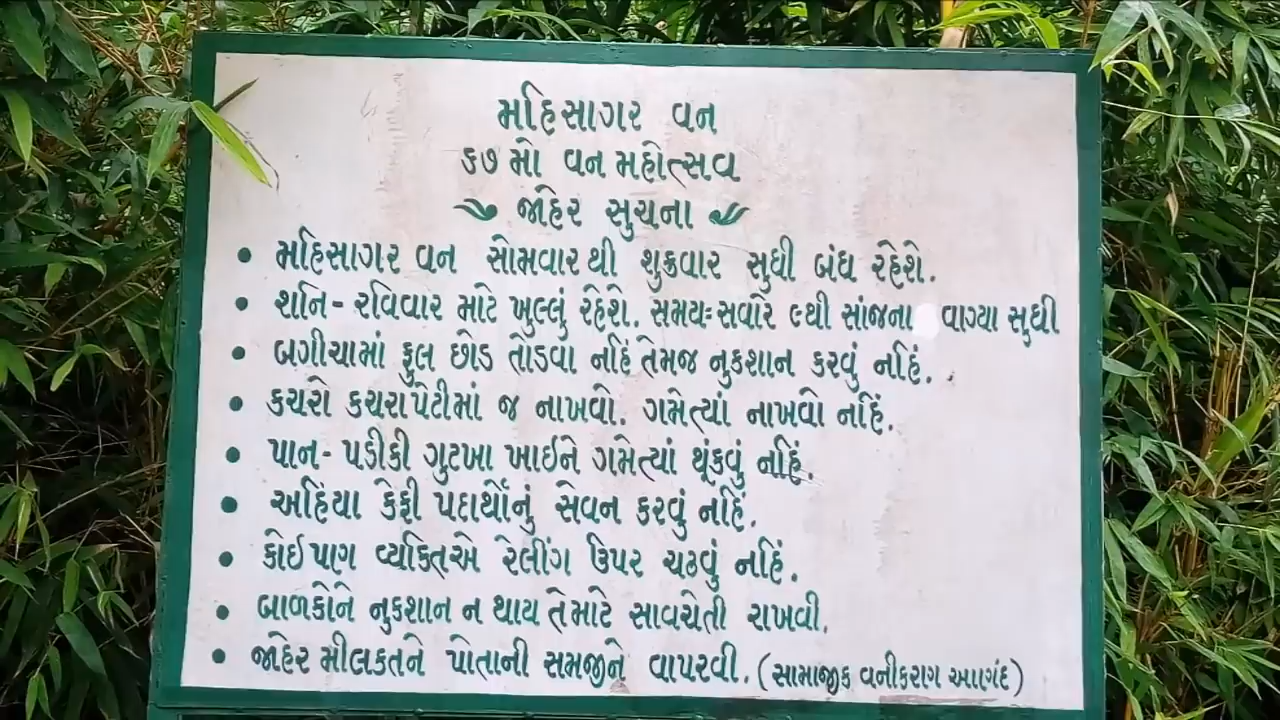 મહિસાગર વન
૬૭ મો વન મહોત્સવ
જાહેર સુચના
• મહિસાગર વન સોમવાર થી શુક્રવાર સુધી બંધ રહેશે.
• શનિ - રવિવાર માટે ખુલ્લું રહેશે. સમયઃ સવારે ૯થી સાંજના વાગ્યા સુધી
• બગીચામાં ફુલ છોડ તોડવા નહિં તેમજ નુકશાન કરવું નહિં.
• કચરો કચરાપેટીમાં જ નાખવો. ગમેત્યાં નાખવો નહિં.
• પાન - પડીકી ગુટખા ખાઈને ગમેત્યાં થૂંકવું નહિં.
• અહિંયા કેફી પદાર્થોનું સેવન કરવું નહિં.
• કોઈપણ વ્યક્તિએ રેલીંગ ઉપર ચઢવું નહિં.
• બાળકોને નુકશાન ન થાય તેમાટે સાવચેતી રાખવી.
• જાહેર મીલકતને પોતાની સમજીને વાપરવી. (સામાજીક વનીકરણ આણંદ)